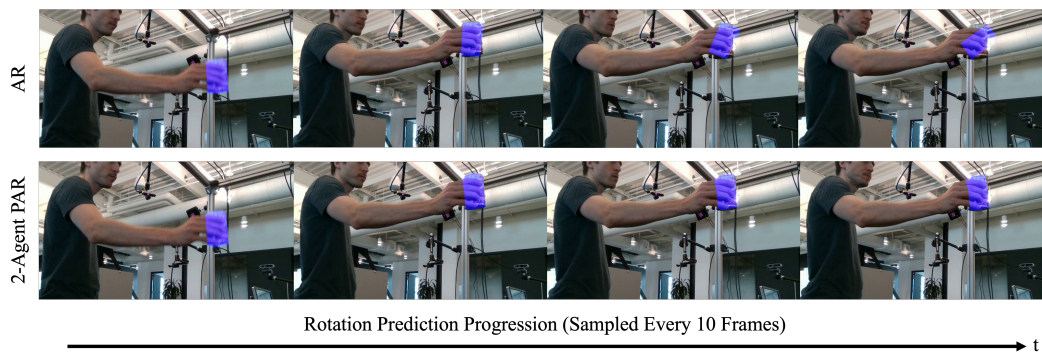 AR
2-Agent PAR
Rotation Prediction Progression (Sampled Every 10 Frames)
t